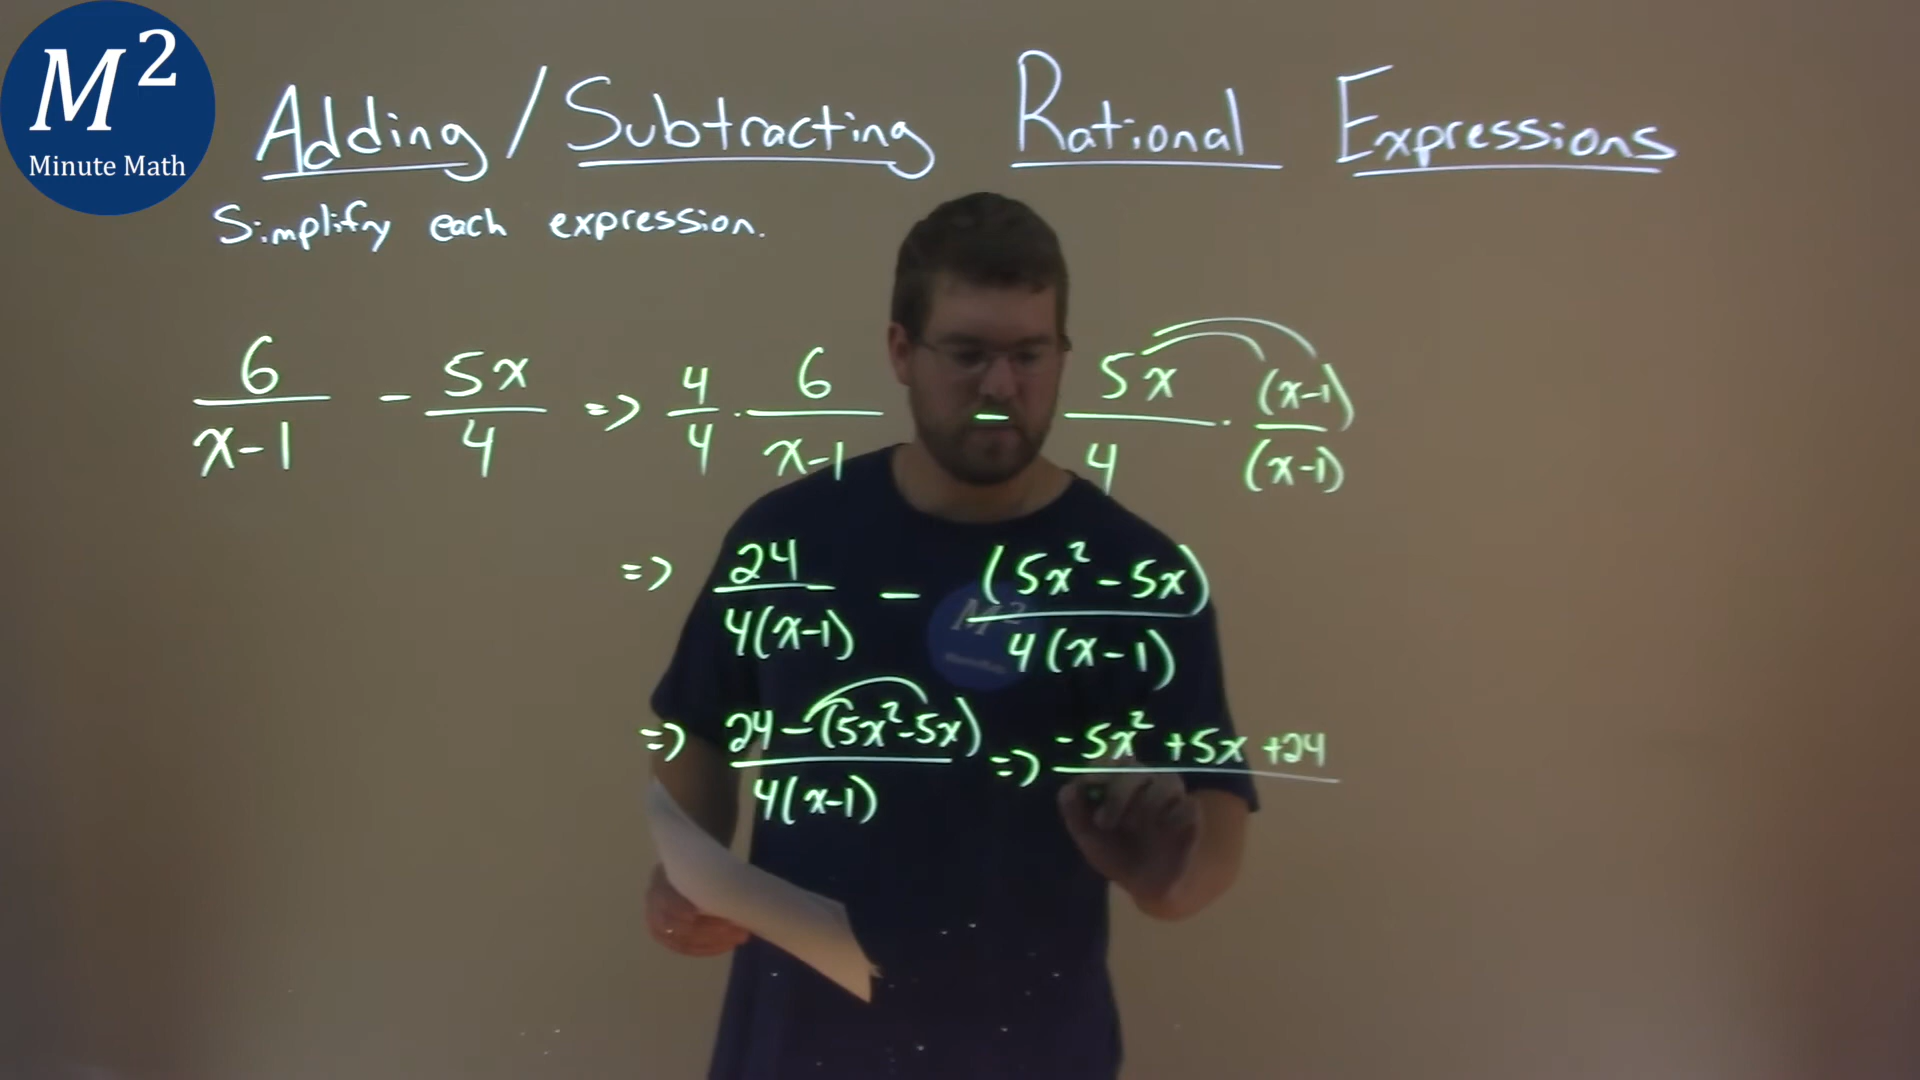 M²
Minute Math
Adding / Subtracting Rational Expressions
Simplify each expression.
6/(x-1) - 5x/4 => 4/4 · 6/(x-1) - 5x/4 · (x-1)/(x-1)
=> 24/4(x-1) - (5x²-5x)/4(x-1)
=> 24-(5x²-5x)/4(x-1) => -5x²+5x+24